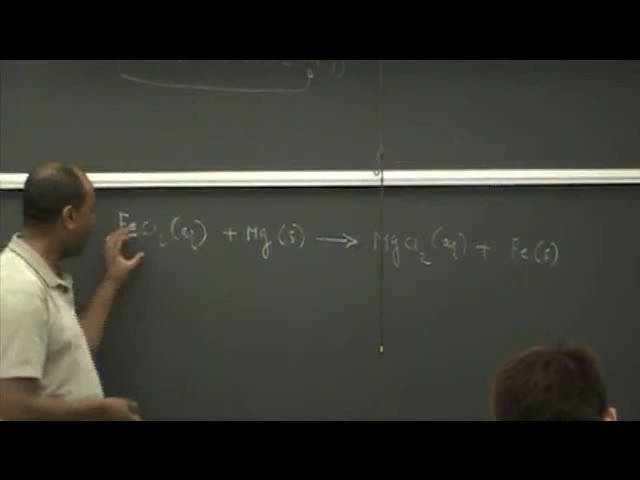 FeCl₂(aq) + Mg(s) ⟶ MgCl₂(aq) + Fe(s)